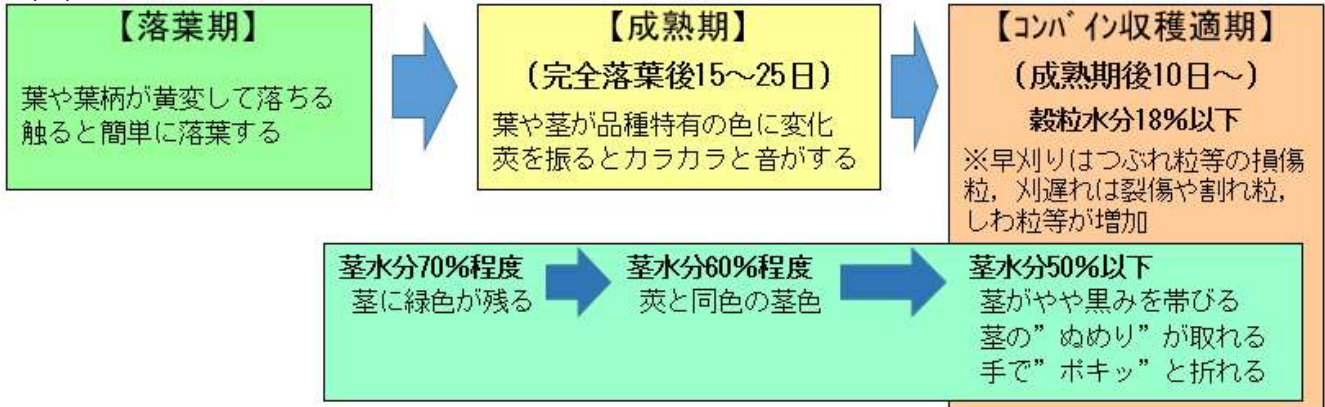 【落葉期】
葉や葉柄が黄変して落ちる
触ると簡単に落葉する
【成熟期】
(完全落葉後15~25日)
葉や茎が品種特有の色に変化
莢を振るとカラカラと音がする
【コンバイン収穫適期】
(成熟期後10日~)
穀粒水分18%以下
※早刈りはつぶれ粒等の損傷
粒，刈遅れは裂傷や割れ粒，
しわ粒等が増加
茎水分70%程度
茎に緑色が残る
茎水分60%程度
莢と同色の茎色
茎水分50%以下
茎がやや黒みを帯びる
茎の”ぬめり”が取れる
手で”ポキッ”と折れる